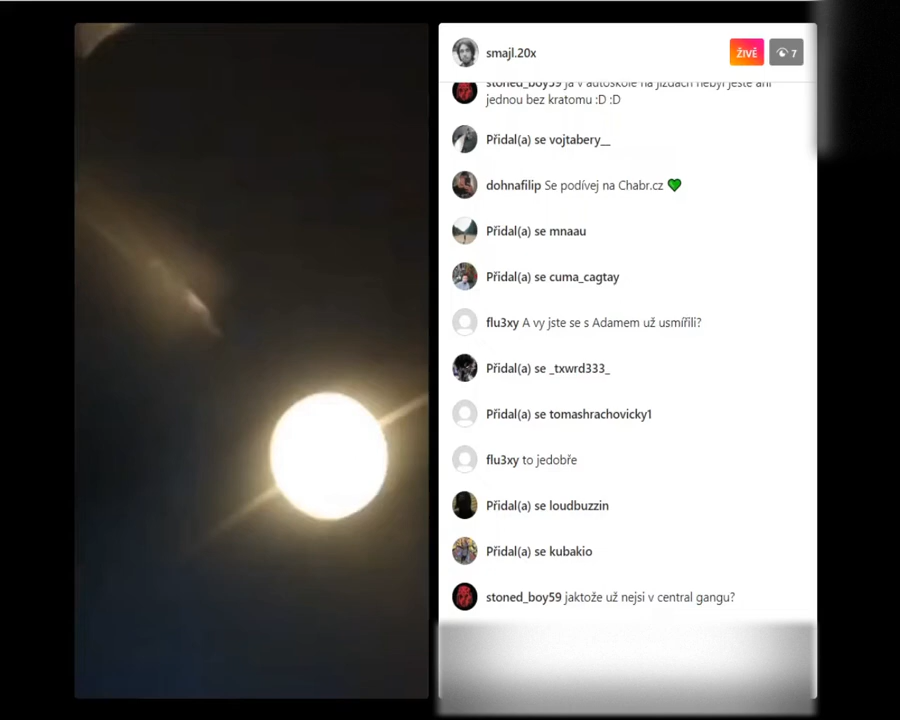 smajl.20x
ŽIVĚ
7
stoned_boy59 já v autoškole na jízdách nebyl ještě ani
jednou bez kratomu :D :D
Přidal(a) se vojtabery__
dohnafilip Se podívej na Chabr.cz 💚
Přidal(a) se mnaau
Přidal(a) se cuma_cagtay
flu3xy A vy jste se s Adamem už usmířili?
Přidal(a) se _txwrd333_
Přidal(a) se tomashrachovicky1
flu3xy to jedobře
Přidal(a) se loudbuzzin
Přidal(a) se kubakio
stoned_boy59 jaktože už nejsi v central gangu?